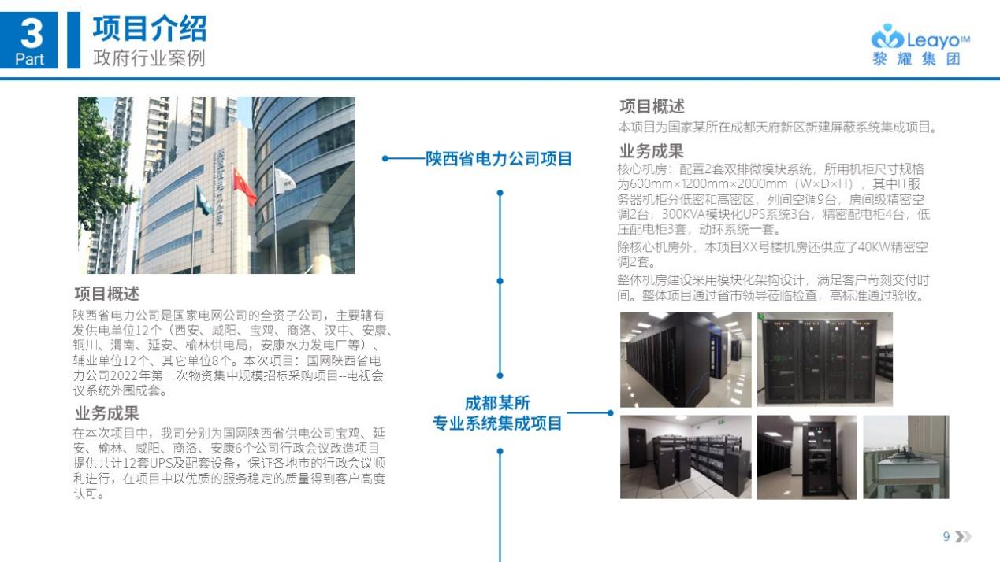 3
Part
项目介绍
政府行业案例
Leayo™
黎耀集团
陕西省电力公司项目
项目概述
陕西省电力公司是国家电网公司的全资子公司，主要辖有
发供电单位12个（西安、咸阳、宝鸡、商洛、汉中、安康、
铜川、渭南、延安、榆林供电局，安康水力发电厂等）、
辅业单位12个、其它单位8个。本次项目：国网陕西省电
力公司2022年第二次物资集中规模招标采购项目--电视会
议系统外围成套。
业务成果
在本次项目中，我司分别为国网陕西省供电公司宝鸡、延
安、榆林、咸阳、商洛、安康6个公司行政会议改造项目
提供共计12套UPS及配套设备，保证各地市的行政会议顺
利进行，在项目中以优质的服务稳定的质量得到客户高度
认可。
成都某所
专业系统集成项目
项目概述
本项目为国家某所在成都天府新区新建屏蔽系统集成项目。
业务成果
核心机房：配置2套双排微模块系统，所用机柜尺寸规格
为600mm×1200mm×2000mm（W×D×H），其中IT服
务器机柜分低密和高密区，列间空调9台，房间级精密空
调2台，300KVA模块化UPS系统3台，精密配电柜4台，低
压配电柜3套，动环系统一套。
除核心机房外，本项目XX号楼机房还供应了40KW精密空
调2套。
整体机房建设采用模块化架构设计，满足客户苛刻交付时
间。整体项目通过省市领导莅临检查，高标准通过验收。
9